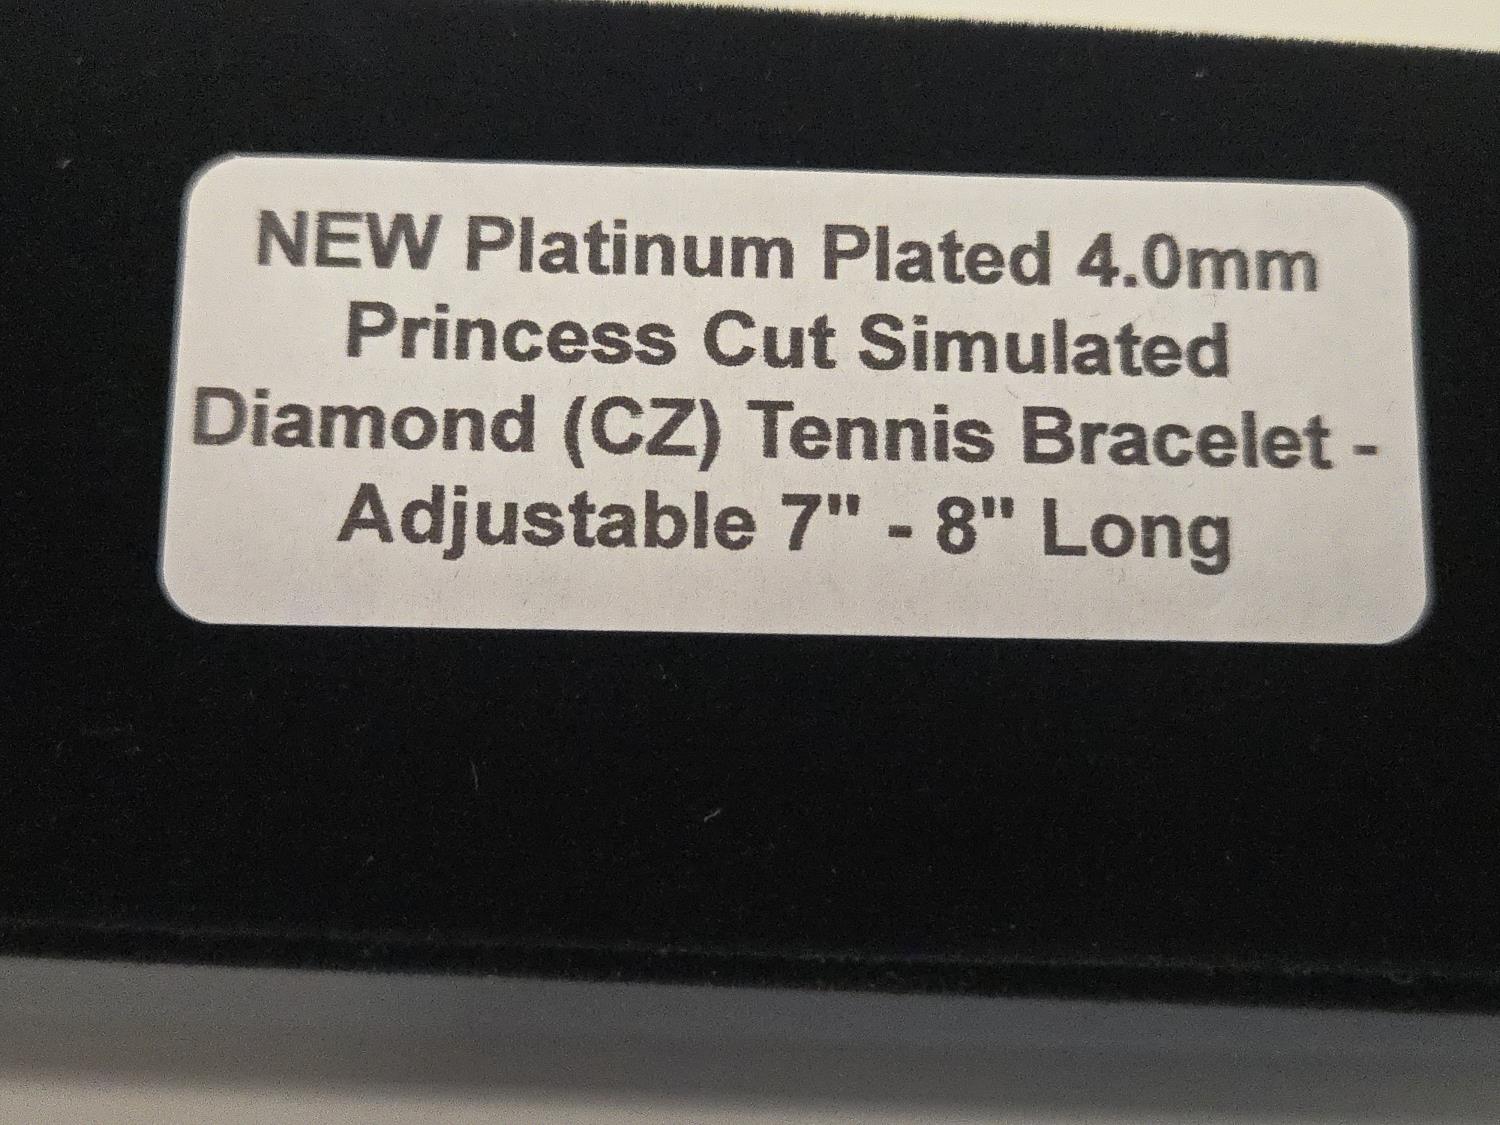 NEW Platinum Plated 4.0mm
Princess Cut Simulated
Diamond (CZ) Tennis Bracelet -
Adjustable 7" - 8" Long